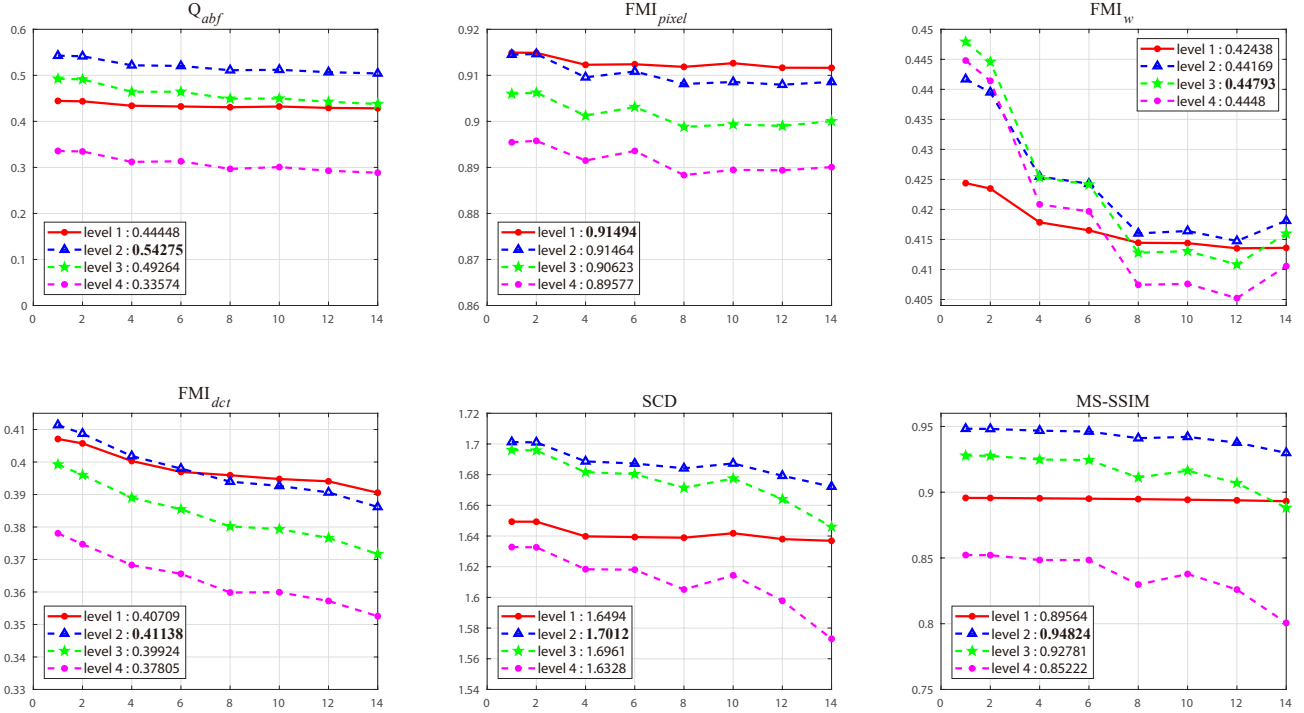 Q_abf
0.6
0.5
0.4
0.3
0.2
0.1
0
level 1 : 0.44448
level 2 : 0.54275
level 3 : 0.49264
level 4 : 0.33574
0 2 4 6 8 10 12 14
FMI_pixel
0.92
0.91
0.9
0.89
0.88
0.87
0.86
level 1 : 0.91494
level 2 : 0.91464
level 3 : 0.90623
level 4 : 0.89577
0 2 4 6 8 10 12 14
FMI_w
0.45
0.445
0.44
0.435
0.43
0.425
0.42
0.415
0.41
0.405
level 1 : 0.42438
level 2 : 0.44169
level 3 : 0.44793
level 4 : 0.4448
0 2 4 6 8 10 12 14
FMI_dct
0.41
0.4
0.39
0.38
0.37
0.36
0.35
0.34
0.33
level 1 : 0.40709
level 2 : 0.41138
level 3 : 0.39924
level 4 : 0.37805
0 2 4 6 8 10 12 14
SCD
1.72
1.7
1.68
1.66
1.64
1.62
1.6
1.58
1.56
1.54
level 1 : 1.6494
level 2 : 1.7012
level 3 : 1.6961
level 4 : 1.6328
0 2 4 6 8 10 12 14
MS-SSIM
0.95
0.9
0.85
0.8
0.75
level 1 : 0.89564
level 2 : 0.94824
level 3 : 0.92781
level 4 : 0.85222
0 2 4 6 8 10 12 14